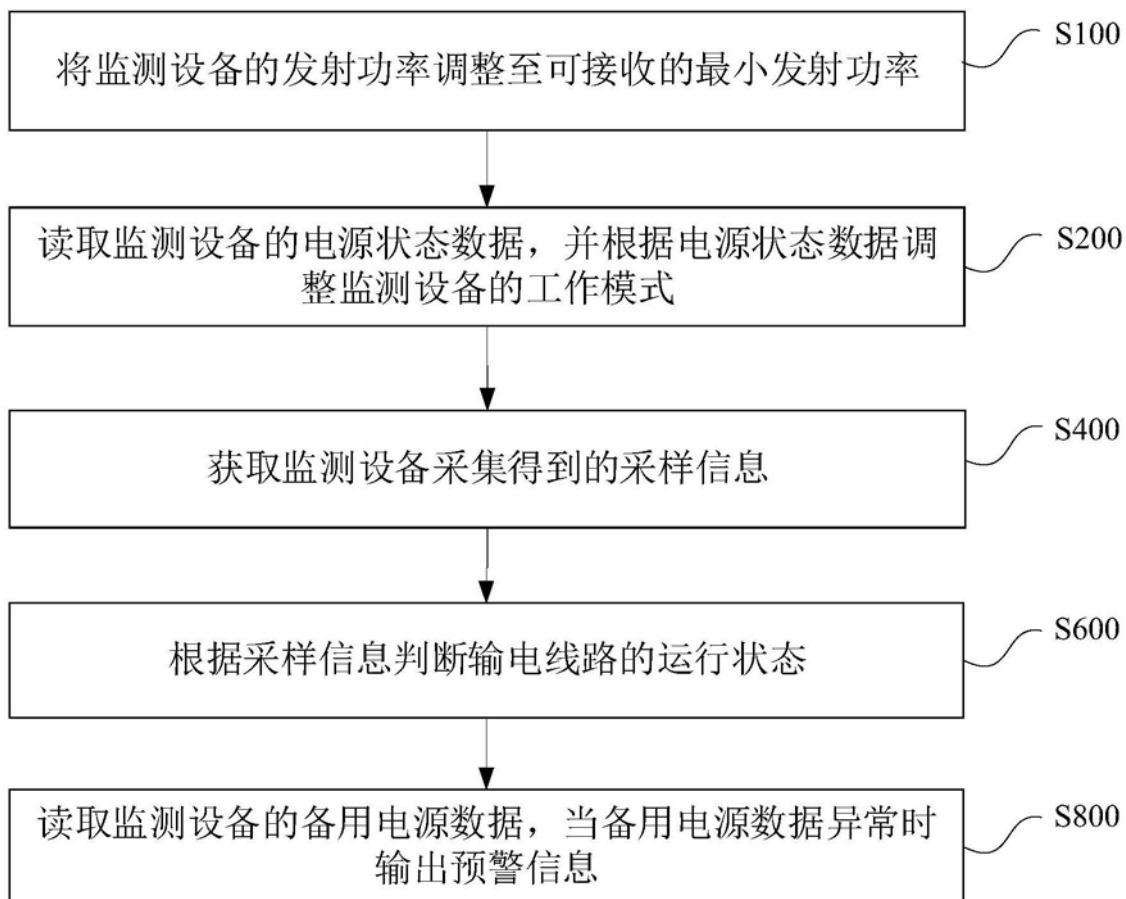 将监测设备的发射功率调整至可接收的最小发射功率
S100
读取监测设备的电源状态数据，并根据电源状态数据调
整监测设备的工作模式
S200
获取监测设备采集得到的采样信息
S400
根据采样信息判断输电线路的运行状态
S600
读取监测设备的备用电源数据，当备用电源数据异常时
输出预警信息
S800